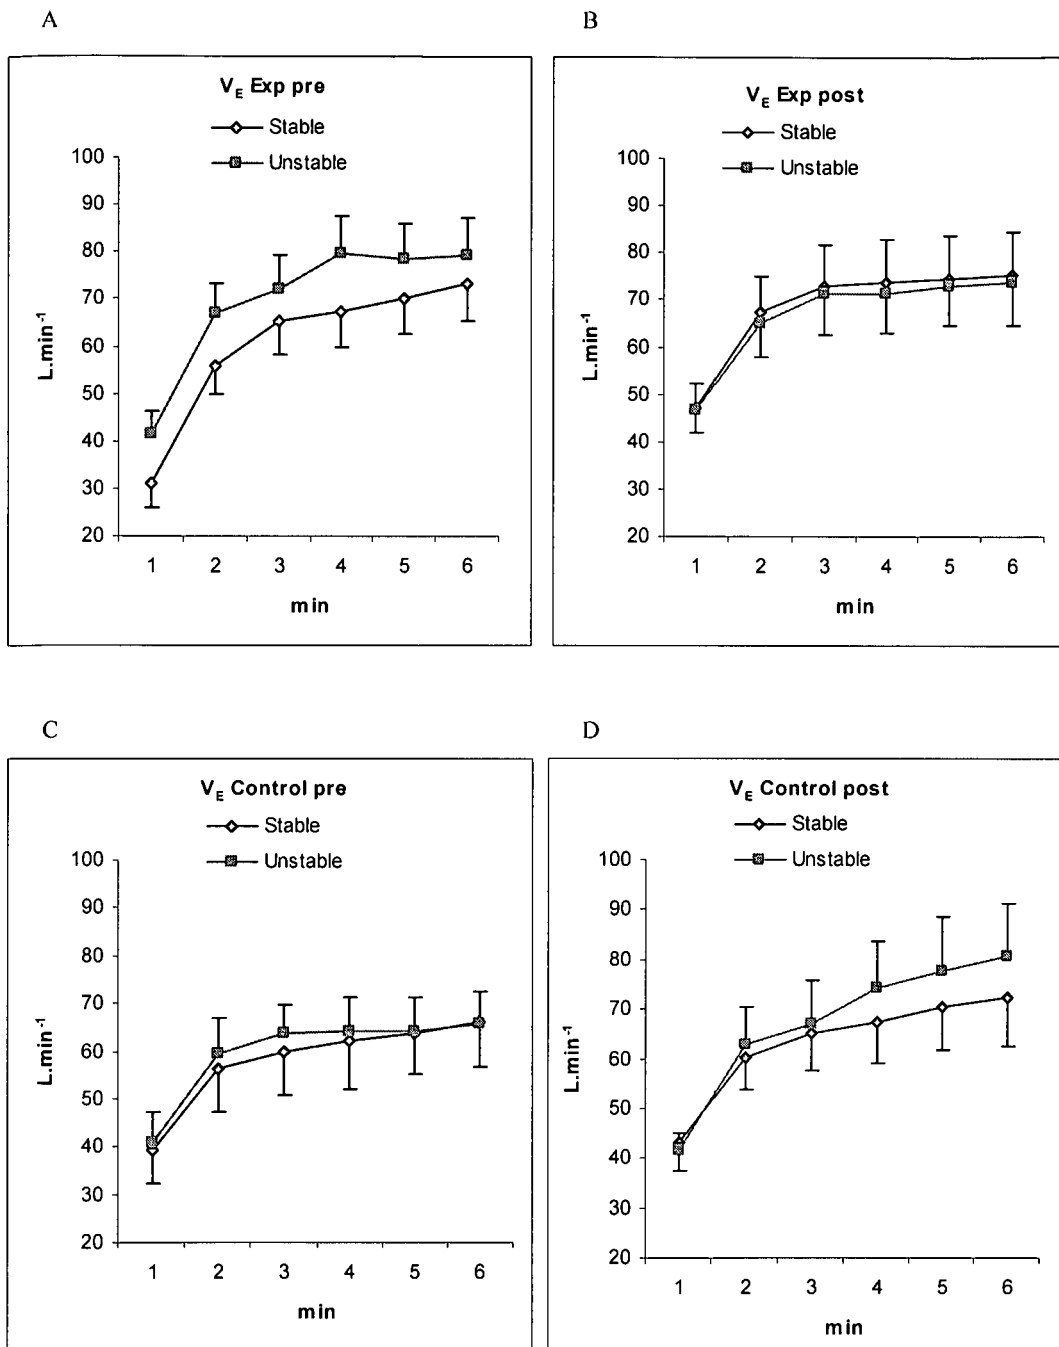 A
V_E Exp pre
Stable
Unstable
100
90
80
70
60
50
40
30
20
L.min⁻¹
1 2 3 4 5 6
min
B
V_E Exp post
Stable
Unstable
100
90
80
70
60
50
40
30
20
L.min⁻¹
1 2 3 4 5 6
min
C
V_E Control pre
Stable
Unstable
100
90
80
70
60
50
40
30
20
L.min⁻¹
1 2 3 4 5 6
min
D
V_E Control post
Stable
Unstable
100
90
80
70
60
50
40
30
20
L.min⁻¹
1 2 3 4 5 6
min